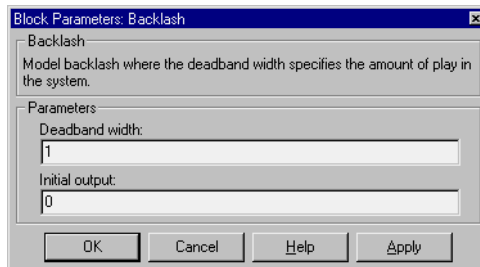 Block Parameters: Backlash
Backlash
Model backlash where the deadband width specifies the amount of play in
the system.
Parameters
Deadband width:
1
Initial output:
0
OK Cancel Help Apply